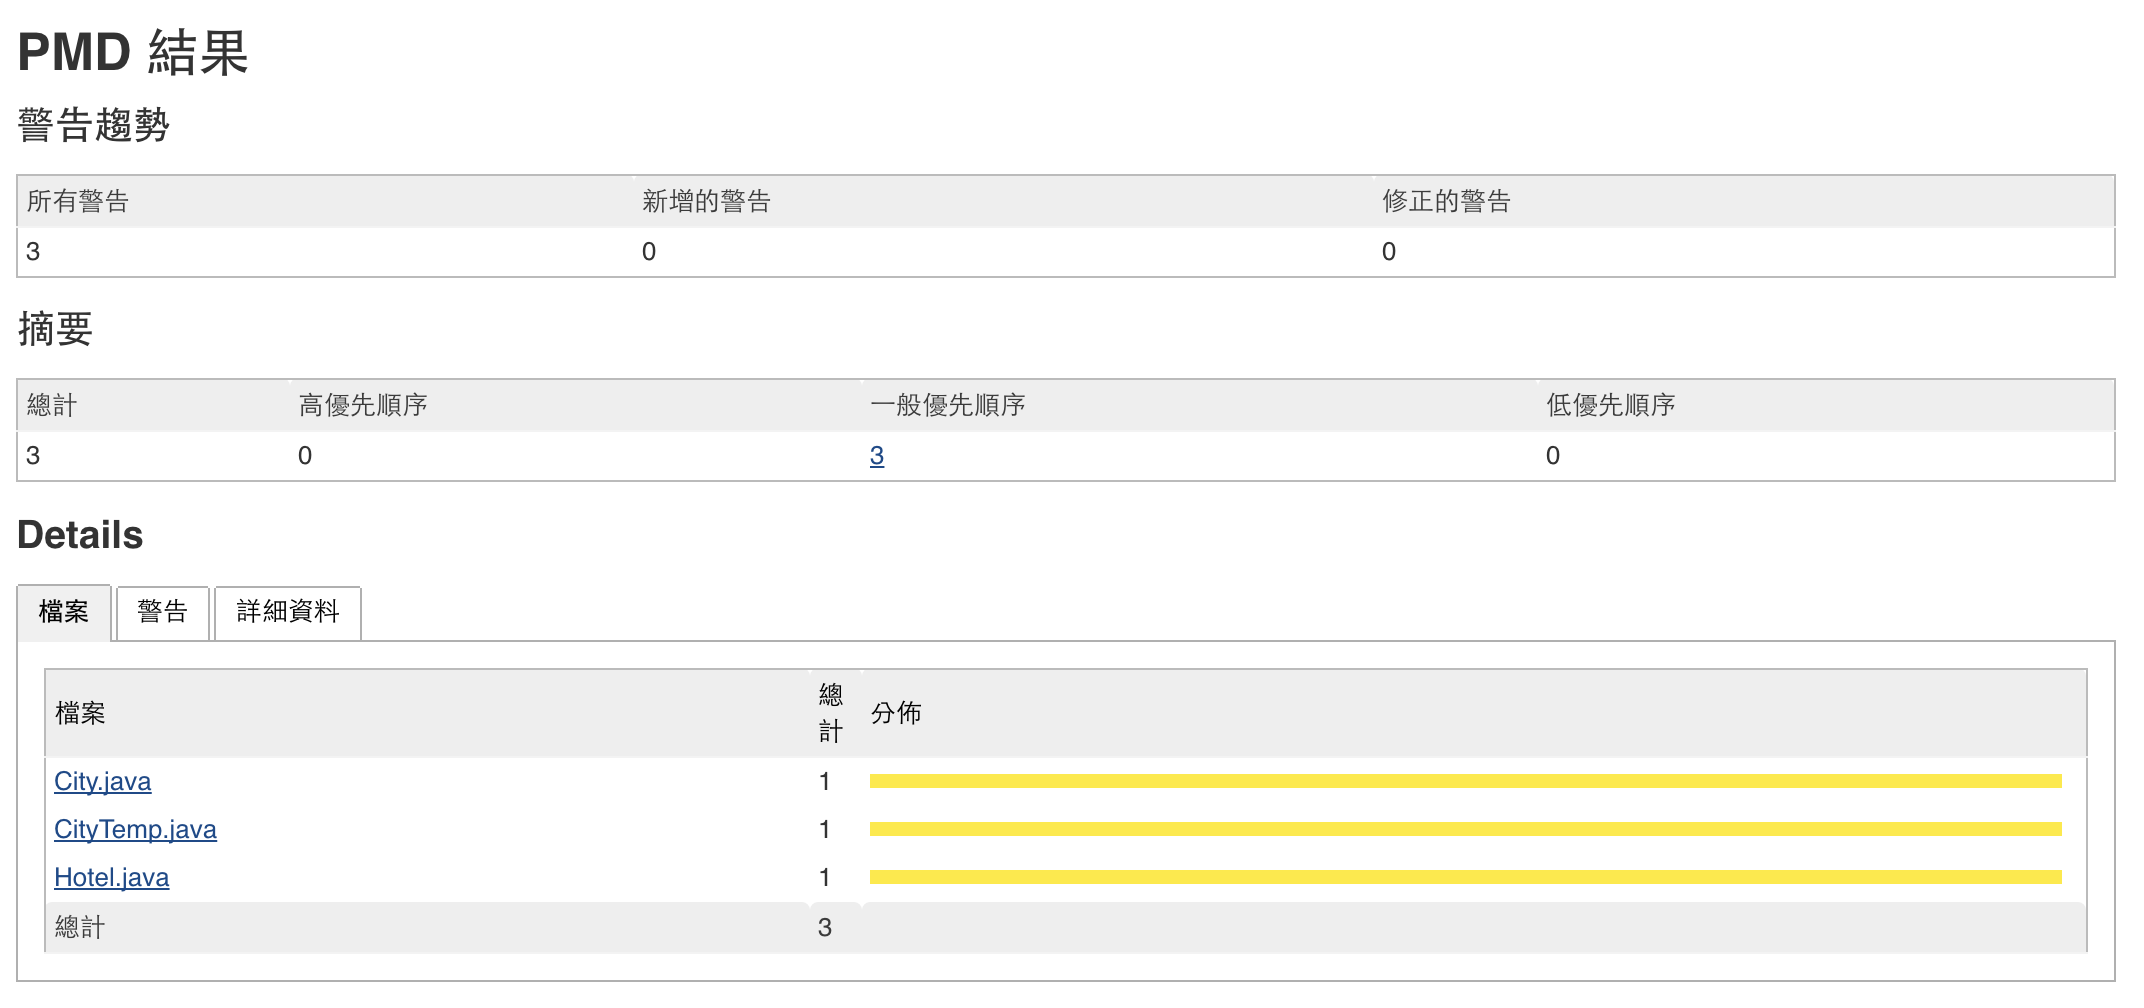 PMD 結果
警告趨勢
所有警告 新增的警告 修正的警告
3 0 0
摘要
總計 高優先順序 一般優先順序 低優先順序
3 0 3 0
Details
檔案 警告 詳細資料
檔案 總計 分佈
City.java 1
CityTemp.java 1
Hotel.java 1
總計 3